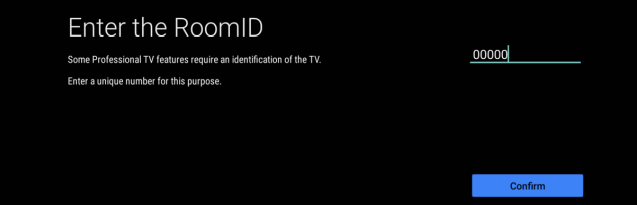 Enter the RoomID
Some Professional TV features require an identification of the TV.
Enter a unique number for this purpose.
00000
Confirm